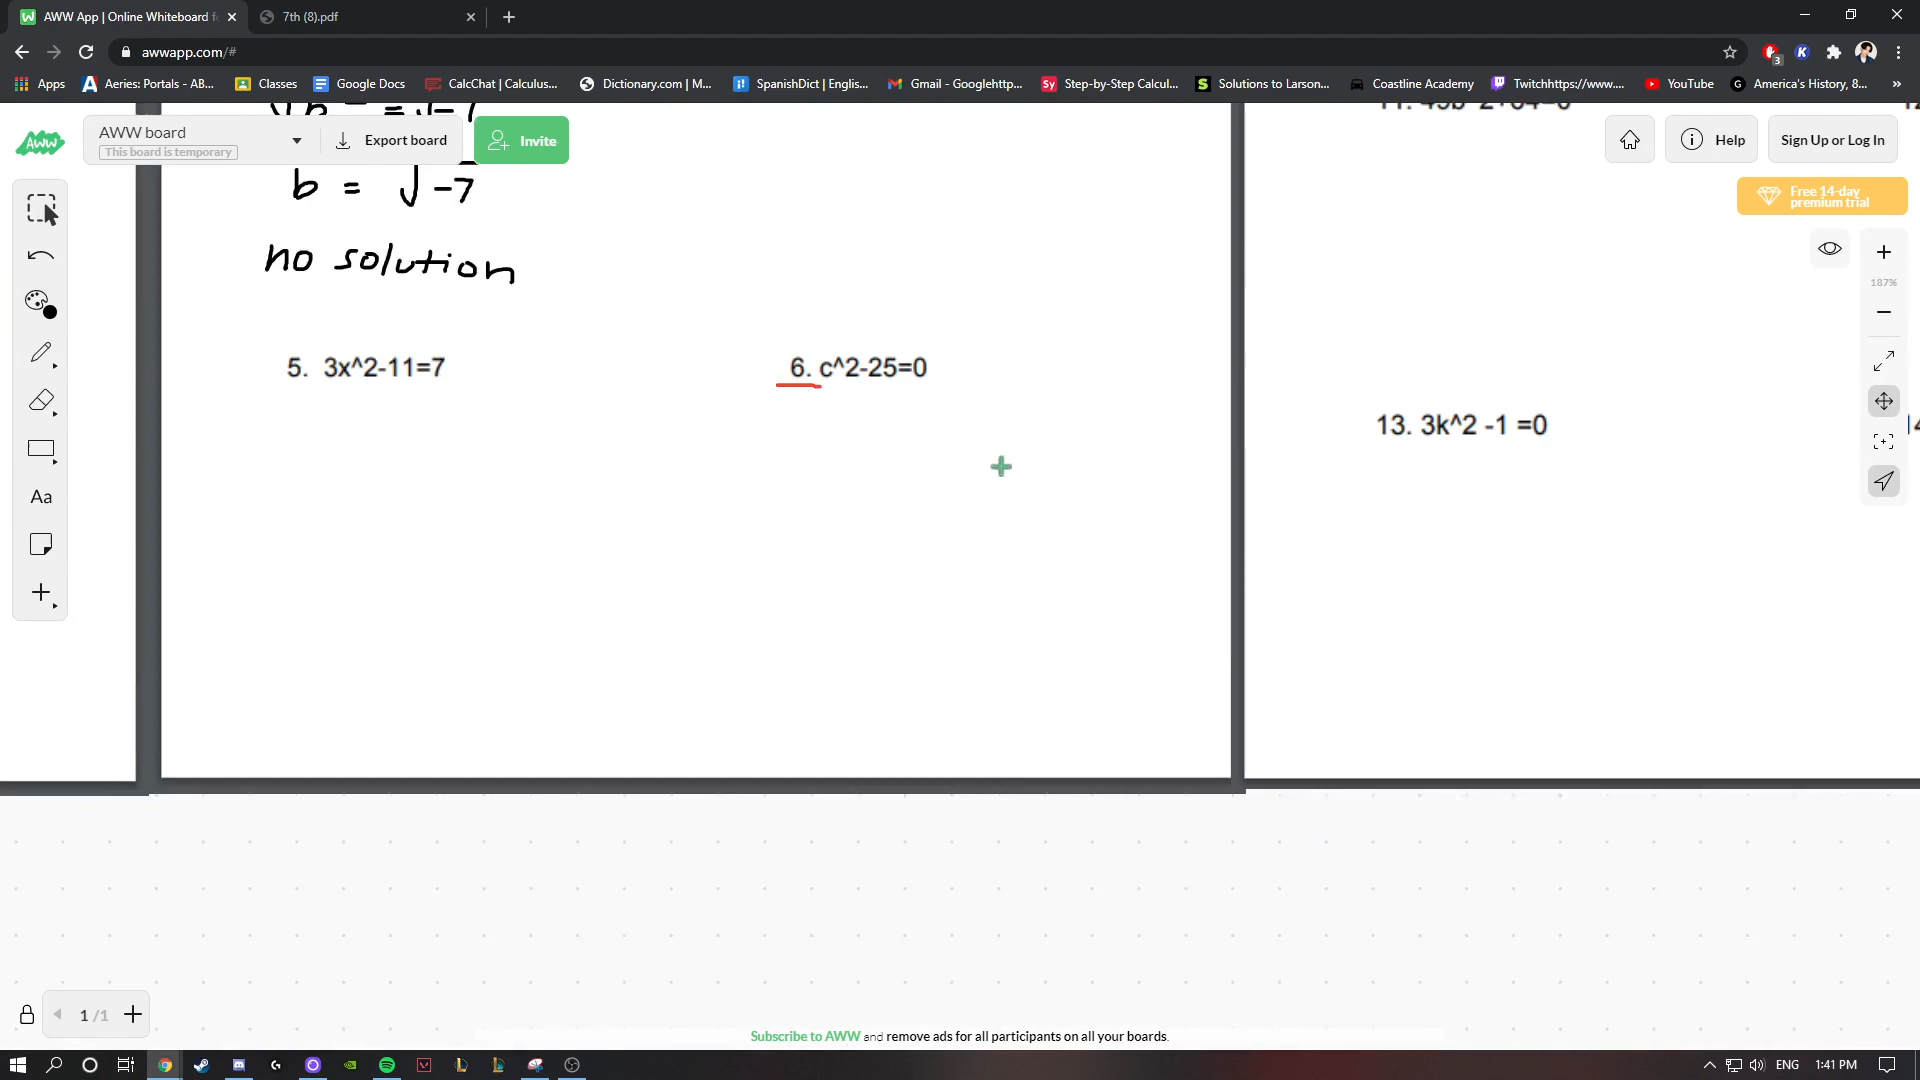 AWW App | Online Whiteboard f
7th (8).pdf
awwapp.com/#
3
Apps
Aeries: Portals - AB...
Classes
Google Docs
CalcChat | Calculus...
Dictionary.com | M...
SpanishDict | Englis...
Gmail - Googlehttp...
Step-by-Step Calcul...
Solutions to Larson...
Coastline Academy
Twitchhttps://www....
YouTube
America's History, 8...
»
AWW
AWW board
This board is temporary
Export board
Invite
Help
Sign Up or Log In
Free 14-day
premium trial
187%
b = √-7
no solution
5. 3x^2-11=7
6. c^2-25=0
13. 3k^2 -1 =0
Aa
1 /1
Subscribe to AWW and remove ads for all participants on all your boards.
ENG
1:41 PM